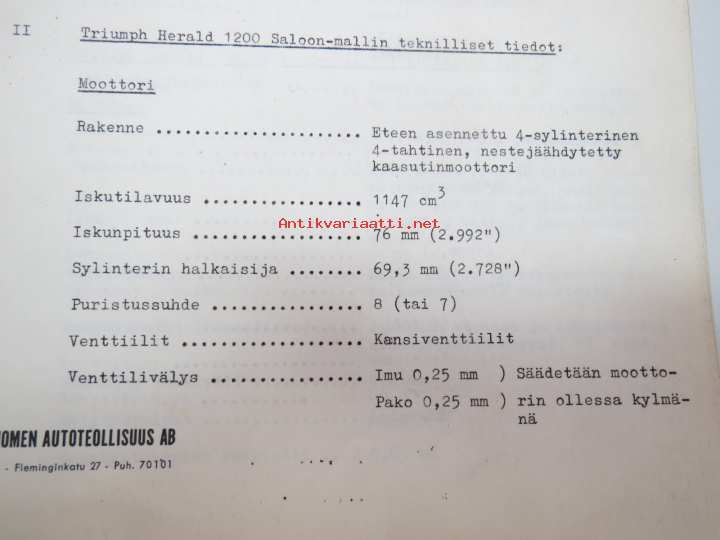 II Triumph Herald 1200 Saloon-mallin teknilliset tiedot:
Moottori
Rakenne ..................... Eteen asennettu 4-sylinterinen
4-tahtinen, nestejäähdytetty
kaasutinmoottori
Iskutilavuus ................. 1147 cm3
Antikvariaatti.net
Iskunpituus .................. 76 mm (2.992")
Sylinterin halkaisija ........ 69,3 mm (2.728")
Puristussuhde ................ 8 (tai 7)
Venttiilit ................... Kansiventtiilit
Venttilivälys ................ Imu 0,25 mm ) Säädetään mootto-
Pako 0,25 mm ) rin ollessa kylmä-
nä
OMEN AUTOTEOLLISUUS AB
- Fleminginkatu 27 - Puh. 70101